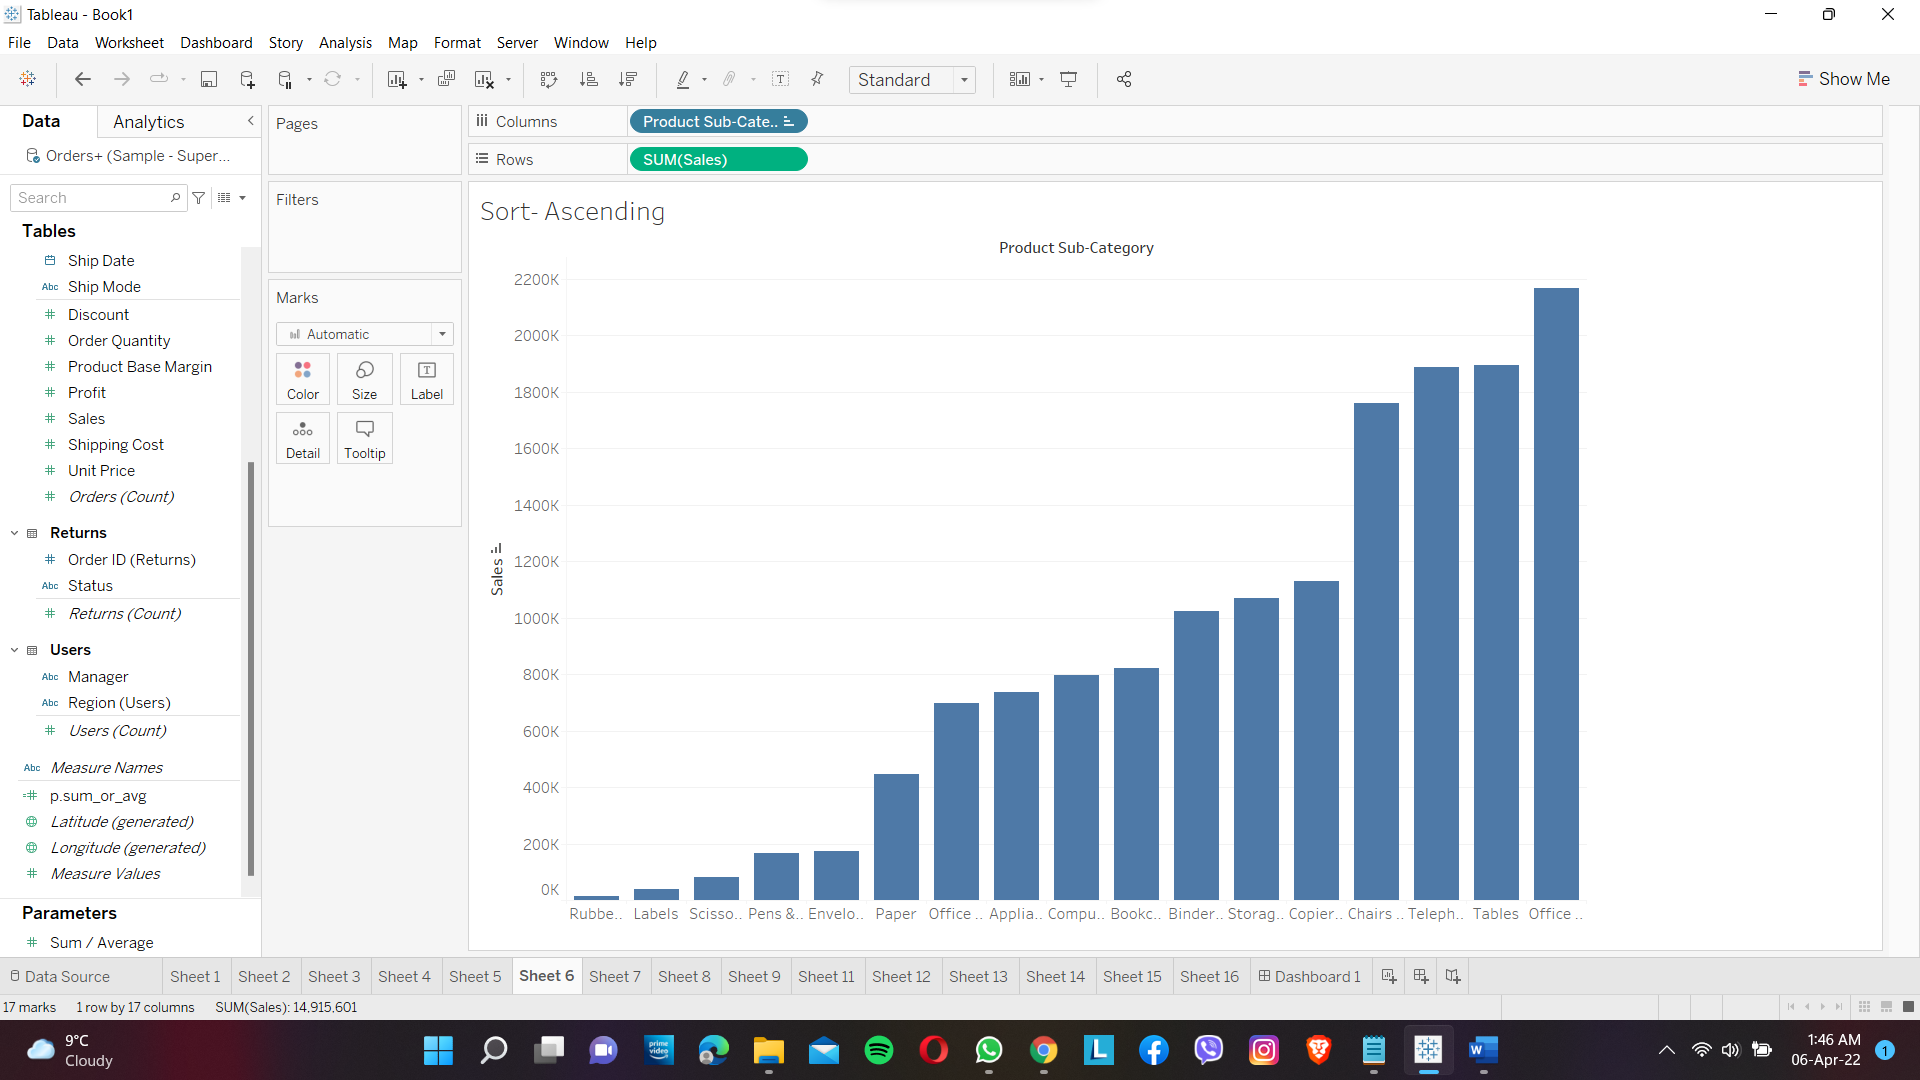 Tableau - Book1
File Data Worksheet Dashboard Story Analysis Map Format Server Window Help
Standard
Show Me
Data Analytics
Orders+ (Sample - Super...
Search
Tables
Ship Date
Abc Ship Mode
# Discount
# Order Quantity
# Product Base Margin
# Profit
# Sales
# Shipping Cost
# Unit Price
# Orders (Count)
Returns
# Order ID (Returns)
Abc Status
# Returns (Count)
Users
Abc Manager
Abc Region (Users)
# Users (Count)
Abc Measure Names
=# p.sum_or_avg
Latitude (generated)
Longitude (generated)
# Measure Values
Parameters
# Sum / Average
Pages
Filters
Marks
Automatic
Color Size T Label
Detail Tooltip
Columns Product Sub-Cate..
Rows SUM(Sales)
Sort- Ascending
Product Sub-Category
Sales
2200K
2000K
1800K
1600K
1400K
1200K
1000K
800K
600K
400K
200K
0K
Rubbe.. Labels Scisso.. Pens &.. Envelo.. Paper Office .. Applia.. Compu.. Bookc.. Binder.. Storag.. Copier.. Chairs .. Teleph.. Tables Office ..
Data Source Sheet 1 Sheet 2 Sheet 3 Sheet 4 Sheet 5 Sheet 6 Sheet 7 Sheet 8 Sheet 9 Sheet 11 Sheet 12 Sheet 13 Sheet 14 Sheet 15 Sheet 16 Dashboard 1
17 marks 1 row by 17 columns SUM(Sales): 14,915,601
9°C
Cloudy
prime video
L
W
1:46 AM
06-Apr-22
1